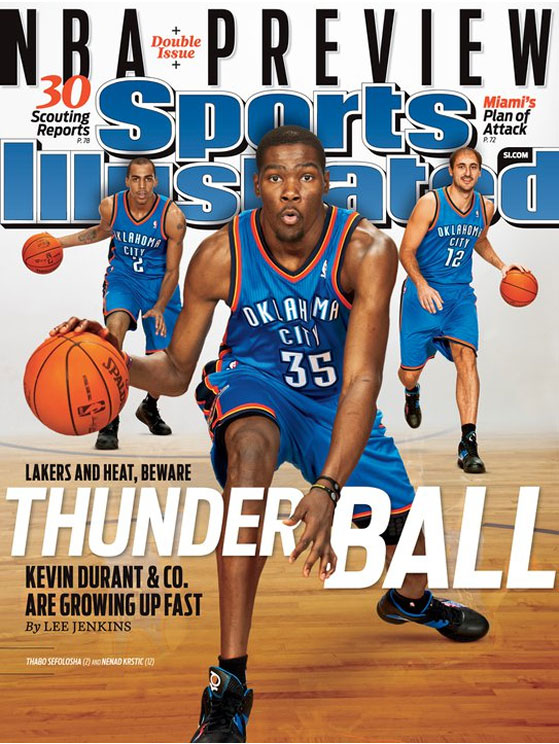 NBA PREVIEW
+
Double
Issue
+
30
Scouting
Reports
P. 78
Sports
Illustrated
Miami's
Plan of
Attack
P. 72
SI.COM
OKLAHOMA
CITY
2
OKLAHOMA
CITY
35
OKLAHOMA
CITY
12
SPALDING
LAKERS AND HEAT, BEWARE
THUNDER BALL
KEVIN DURANT & CO.
ARE GROWING UP FAST
By LEE JENKINS
THABO SEFOLOSHA (2) AND NENAD KRSTIC (12)